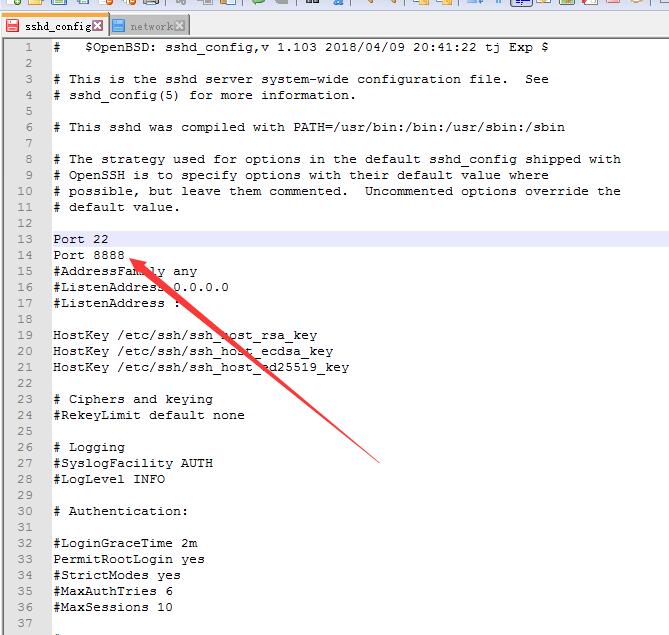 sshd_config
network
1 # $OpenBSD: sshd_config,v 1.103 2018/04/09 20:41:22 tj Exp $
2
3 # This is the sshd server system-wide configuration file.  See
4 # sshd_config(5) for more information.
5
6 # This sshd was compiled with PATH=/usr/bin:/bin:/usr/sbin:/sbin
7
8 # The strategy used for options in the default sshd_config shipped with
9 # OpenSSH is to specify options with their default value where
10 # possible, but leave them commented.  Uncommented options override the
11 # default value.
12
13 Port 22
14 Port 8888
15 #AddressFamily any
16 #ListenAddress 0.0.0.0
17 #ListenAddress :
18
19 HostKey /etc/ssh/ssh_host_rsa_key
20 HostKey /etc/ssh/ssh_host_ecdsa_key
21 HostKey /etc/ssh/ssh_host_ed25519_key
22
23 # Ciphers and keying
24 #RekeyLimit default none
25
26 # Logging
27 #SyslogFacility AUTH
28 #LogLevel INFO
29
30 # Authentication:
31
32 #LoginGraceTime 2m
33 PermitRootLogin yes
34 #StrictModes yes
35 #MaxAuthTries 6
36 #MaxSessions 10
37